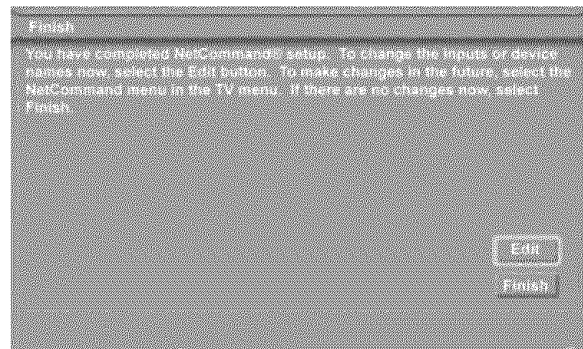 Finish
You have completed NetCommand® setup. To change the inputs or device
names now, select the Edit button. To make changes in the future, select the
NetCommand menu in the TV menu. If there are no changes now, select
Finish.
Edit
Finish